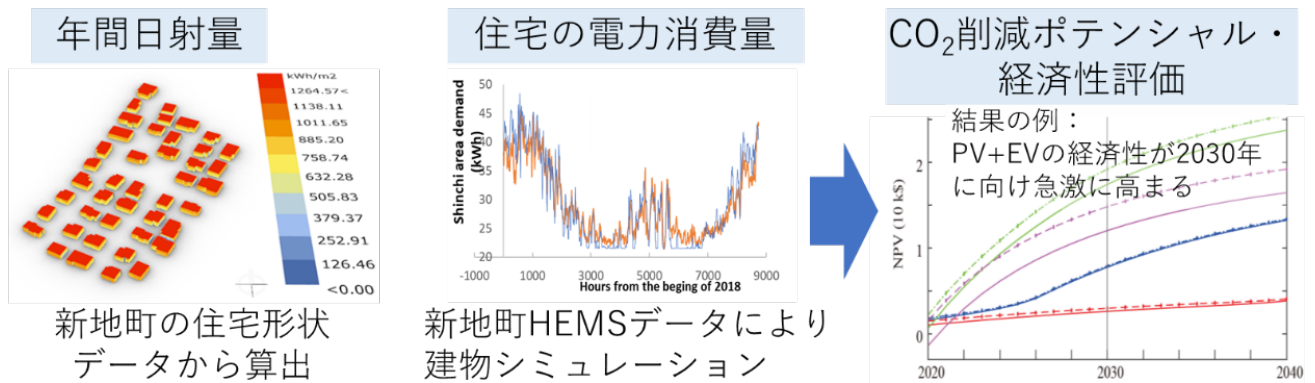 年間日射量
kWh/m2
1264.57<
1138.11
1011.65
885.20
758.74
632.28
505.83
379.37
252.91
126.46
<0.00
新地町の住宅形状
データから算出
住宅の電力消費量
Shinchi area demand
(kWh)
50
45
40
35
30
25
20
-1000
1000
3000
5000
7000
9000
Hours from the beging of 2018
新地町HEMSデータにより
建物シミュレーション
CO2削減ポテンシャル・
経済性評価
結果の例：
PV+EVの経済性が2030年
に向け急激に高まる
NPV (10 k$)
2
1
0
2020
2030
2040